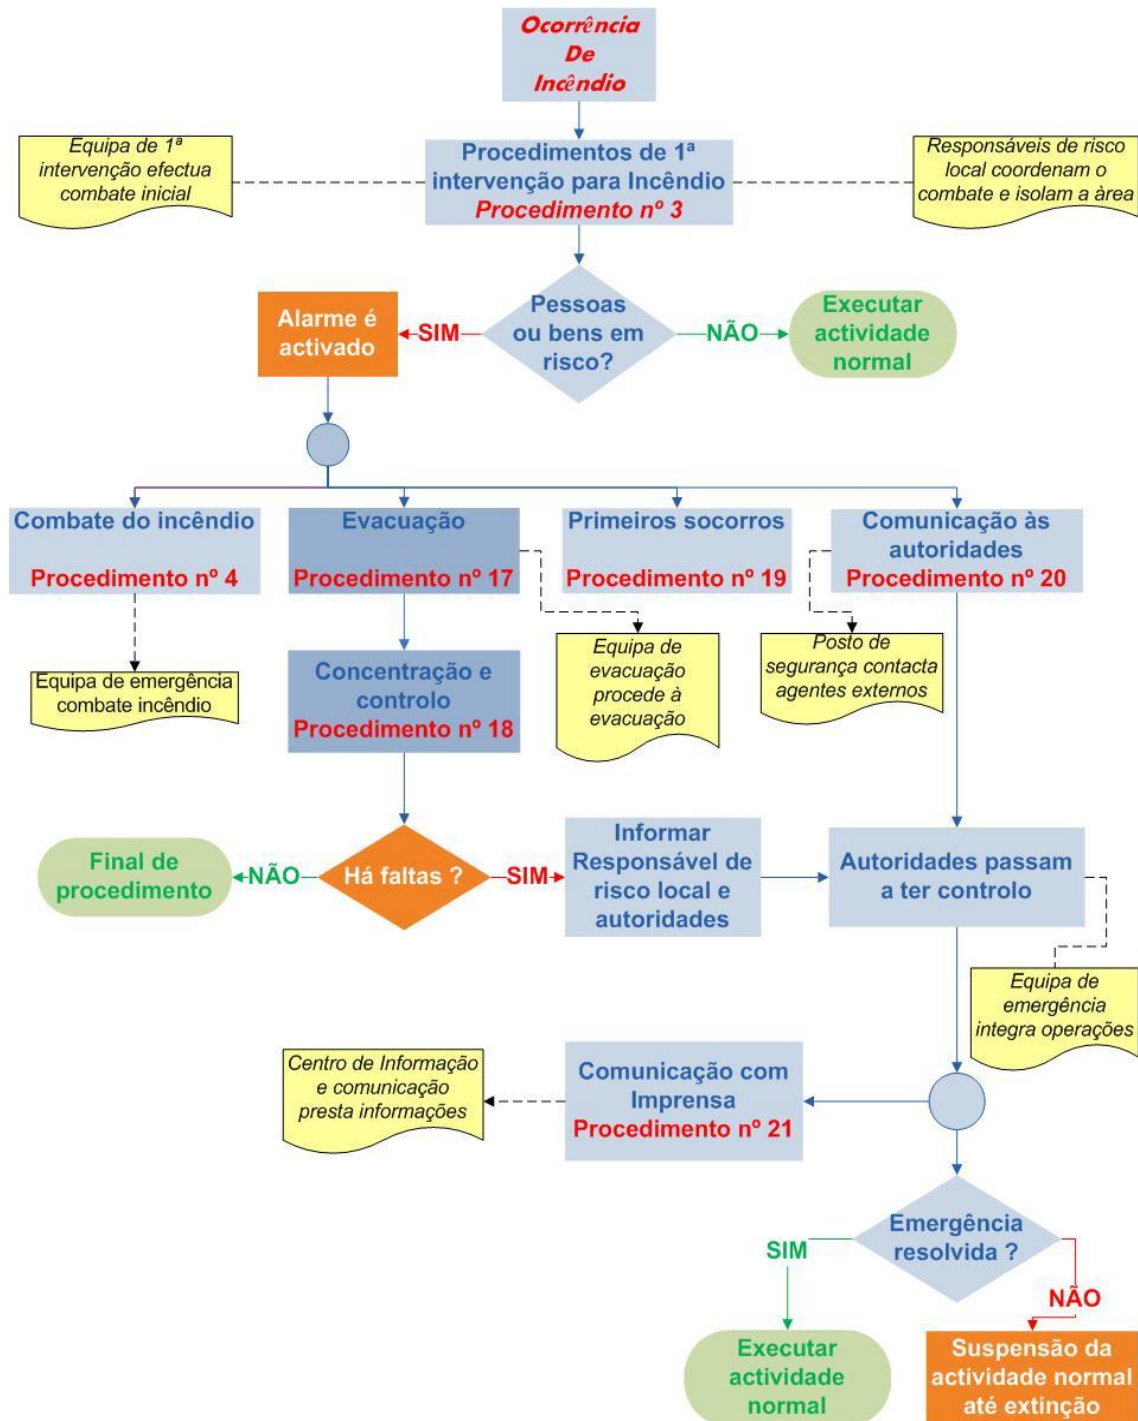 Ocorrência
De
Incêndio
Equipa de 1ª
intervenção efectua
combate inicial
Procedimentos de 1ª
intervenção para Incêndio
Procedimento nº 3
Responsáveis de risco
local coordenam o
combate e isolam a àrea
Alarme é
activado
SIM
Pessoas
ou bens em
risco?
NÃO
Executar
actividade
normal
Combate do incêndio
Procedimento nº 4
Evacuação
Procedimento nº 17
Primeiros socorros
Procedimento nº 19
Comunicação às
autoridades
Procedimento nº 20
Equipa de emergência
combate incêndio
Concentração e
controlo
Procedimento nº 18
Equipa de
evacuação
procede à
evacuação
Posto de
segurança contacta
agentes externos
Final de
procedimento
NÃO
Há faltas ?
SIM
Informar
Responsável de
risco local e
autoridades
Autoridades passam
a ter controlo
Equipa de
emergência
integra operações
Centro de Informação
e comunicação
presta informações
Comunicação com
Imprensa
Procedimento nº 21
Emergência
resolvida ?
SIM
NÃO
Executar
actividade
normal
Suspensão da
actividade normal
até extinção